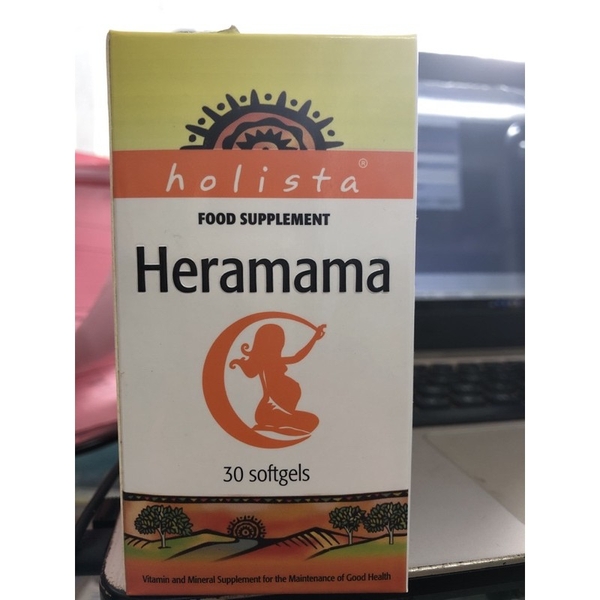 holista®
FOOD SUPPLEMENT
Heramama
30 softgels
Vitamin and Mineral Supplement for the Maintenance of Good Health